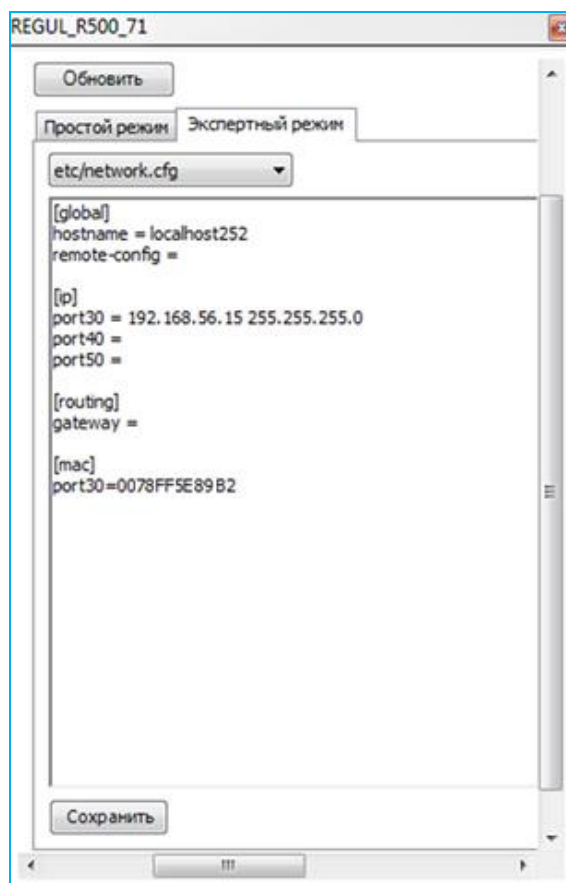 REGUL_R500_71
Обновить
Простой режим Экспертный режим
etc/network.cfg
[global]
hostname = localhost252
remote-config =
[ip]
port30 = 192.168.56.15 255.255.255.0
port40 =
port50 =
[routing]
gateway =
[mac]
port30=0078FF5E89B2
Сохранить